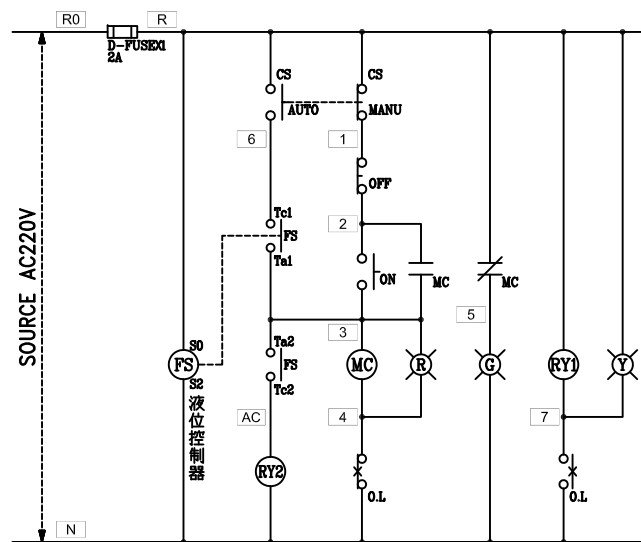 R0
R
D-FUSEX1
2A
CS
CS
AUTO
MANU
6
1
OFF
Tc1
2
FS
Ta1
ON
MC
MC
SOURCE AC220V
5
3
S0
Ta2
FS
FS
MC
R
G
RY1
Y
S2
Tc2
液位控制器
AC
4
7
RY2
O.L
O.L
N